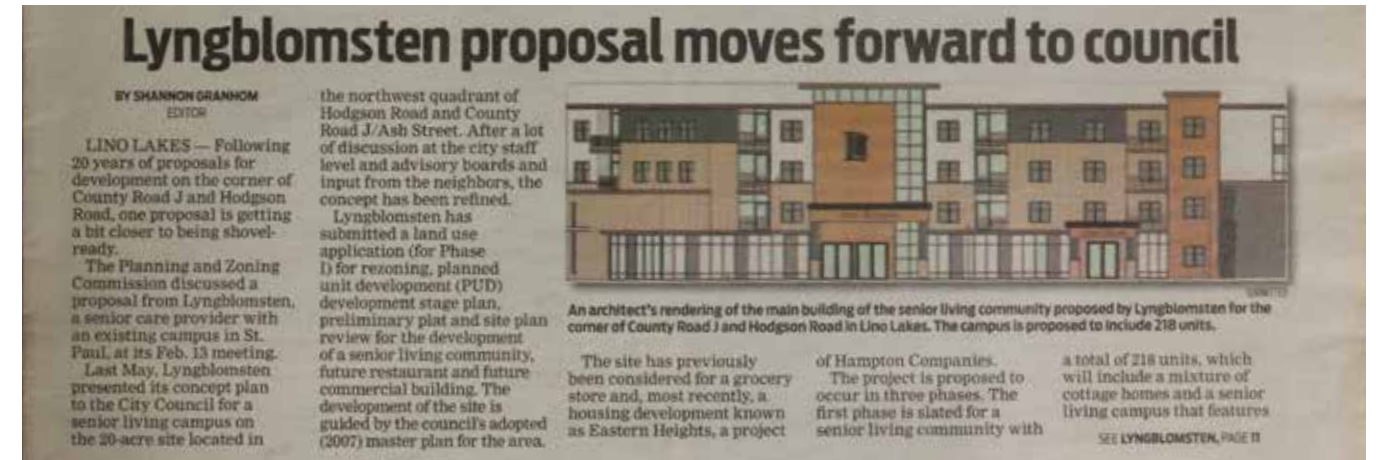 Lyngblomsten proposal moves forward to council
BY SHANNON GRANHOM
EDITOR
LINO LAKES — Following
20 years of proposals for
development on the corner of
County Road J and Hodgson
Road, one proposal is getting
a bit closer to being shovel-
ready.
The Planning and Zoning
Commission discussed a
proposal from Lyngblomsten,
a senior care provider with
an existing campus in St.
Paul, at its Feb. 13 meeting.
Last May, Lyngblomsten
presented its concept plan
to the City Council for a
senior living campus on
the 20-acre site located in
the northwest quadrant of
Hodgson Road and County
Road J/Ash Street. After a lot
of discussion at the city staff
level and advisory boards and
input from the neighbors, the
concept has been refined.
Lyngblomsten has
submitted a land use
application (for Phase
I) for rezoning, planned
unit development (PUD)
development stage plan,
preliminary plat and site plan
review for the development
of a senior living community,
future restaurant and future
commercial building. The
development of the site is
guided by the council's adopted
(2007) master plan for the area.
An architect's rendering of the main building of the senior living community proposed by Lyngblomsten for the
corner of County Road J and Hodgson Road in Lino Lakes. The campus is proposed to include 218 units.
The site has previously
been considered for a grocery
store and, most recently, a
housing development known
as Eastern Heights, a project
of Hampton Companies.
The project is proposed to
occur in three phases. The
first phase is slated for a
senior living community with
a total of 218 units, which
will include a mixture of
cottage homes and a senior
living campus that features
SEE LYNGBLOMSTEN, PAGE 11